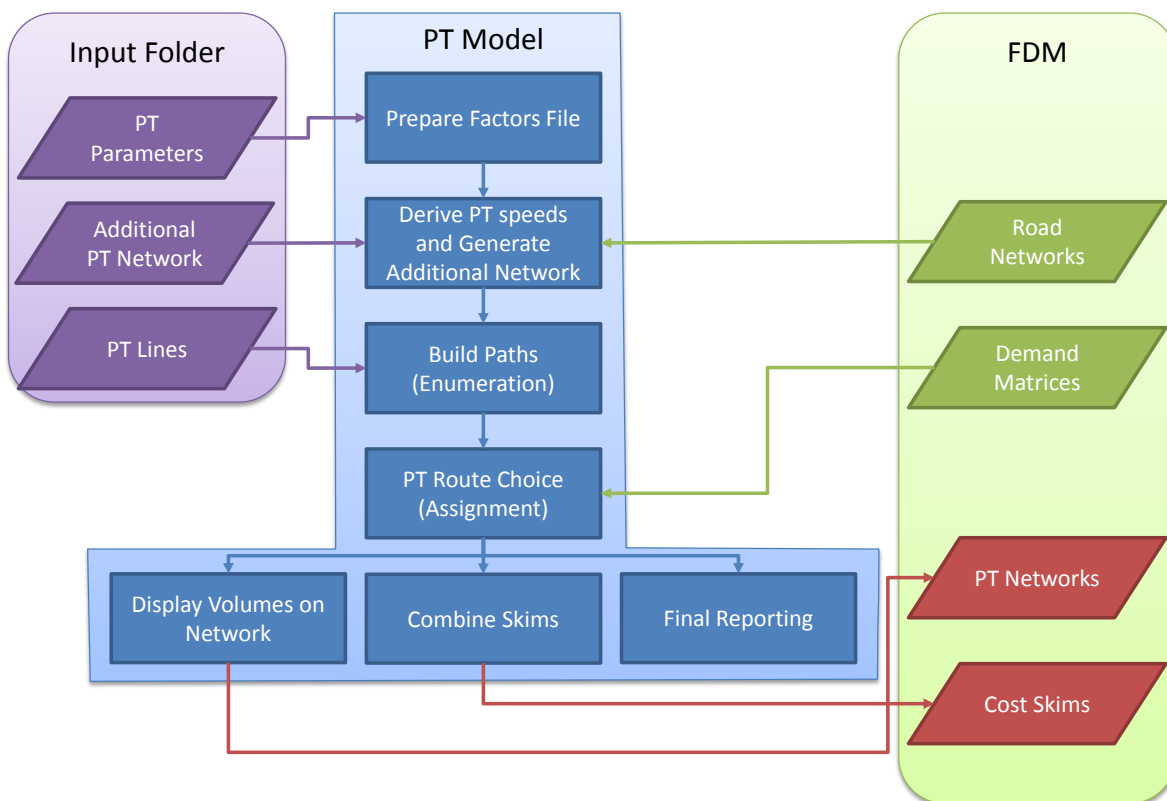 Input Folder
PT
Parameters
Additional
PT Network
PT Lines
PT Model
Prepare Factors File
Derive PT speeds
and Generate
Additional Network
Build Paths
(Enumeration)
PT Route Choice
(Assignment)
Display Volumes on
Network
Combine Skims
Final Reporting
FDM
Road
Networks
Demand
Matrices
PT Networks
Cost Skims